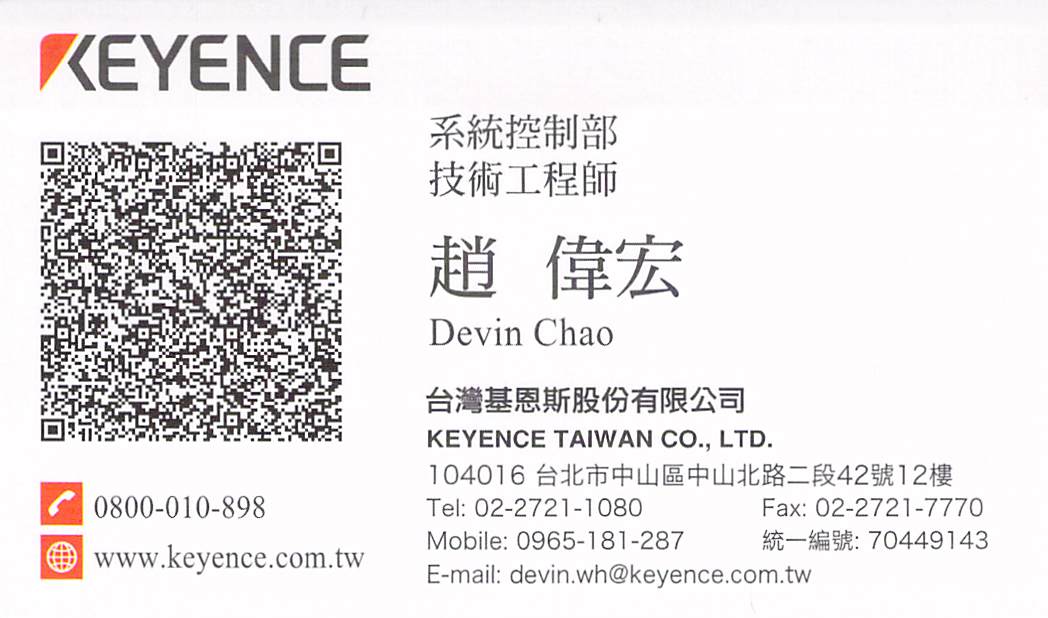 KEYENCE
系統控制部
技術工程師
趙 偉宏
Devin Chao
台灣基恩斯股份有限公司
KEYENCE TAIWAN CO., LTD.
104016 台北市中山區中山北路二段42號12樓
Tel: 02-2721-1080 Fax: 02-2721-7770
Mobile: 0965-181-287 統一編號: 70449143
E-mail: devin.wh@keyence.com.tw
0800-010-898
www.keyence.com.tw